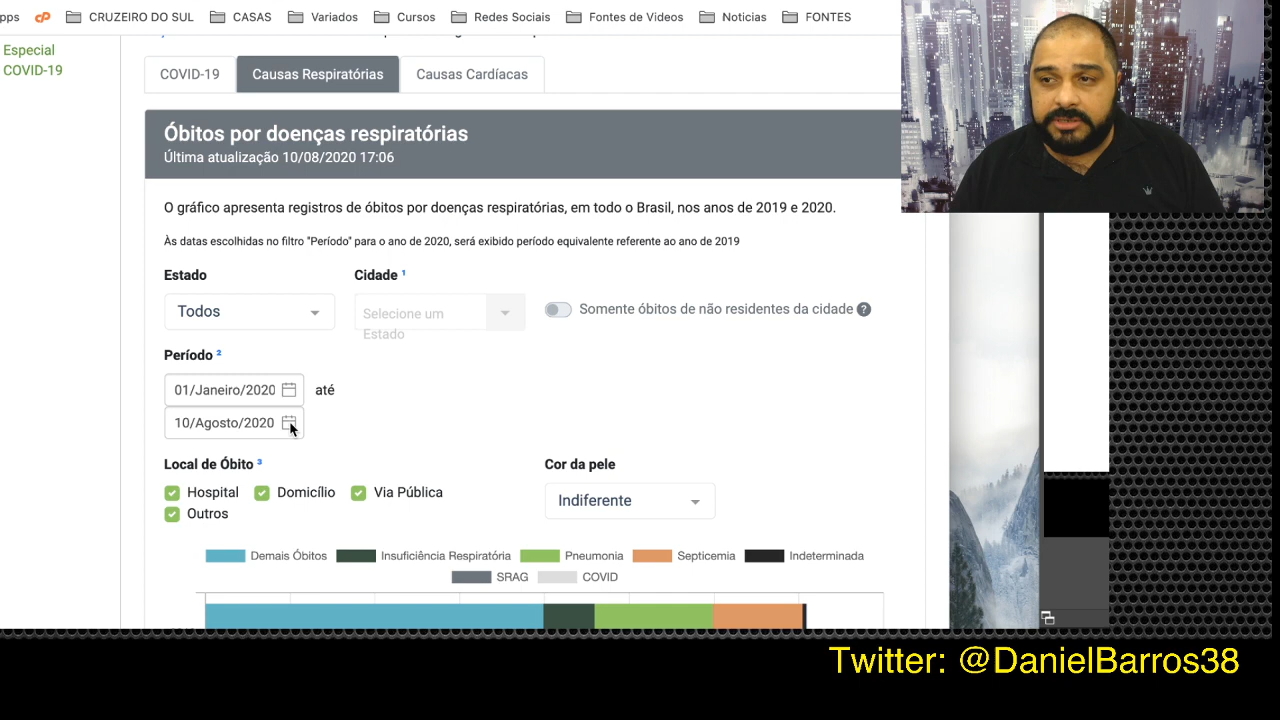 pps CRUZEIRO DO SUL CASAS Variados Cursos Redes Sociais Fontes de Videos Noticias FONTES
Especial
COVID-19
COVID-19 Causas Respiratórias Causas Cardíacas
Óbitos por doenças respiratórias
Última atualização 10/08/2020 17:06
O gráfico apresenta registros de óbitos por doenças respiratórias, em todo o Brasil, nos anos de 2019 e 2020.
Às datas escolhidas no filtro "Período" para o ano de 2020, será exibido período equivalente referente ao ano de 2019
Estado Cidade 1
Todos Selecione um
Estado
Somente óbitos de não residentes da cidade ?
Período 2
01/Janeiro/2020 até
10/Agosto/2020
Local de Óbito 3 Cor da pele
Hospital Domicílio Via Pública
Outros
Indiferente
Demais Óbitos Insuficiência Respiratória Pneumonia Septicemia Indeterminada
SRAG COVID
Twitter: @DanielBarros38